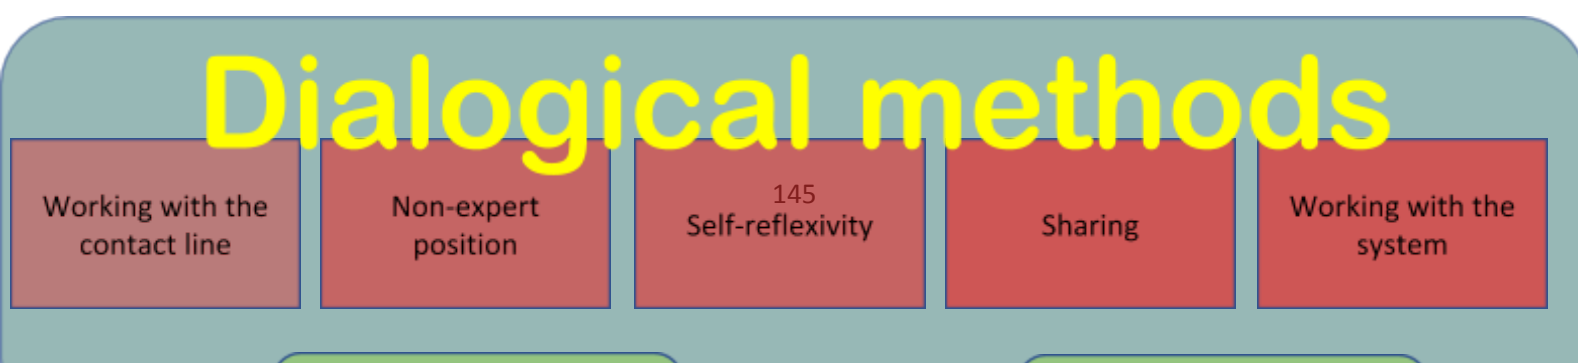 Dialogical methods
Working with the
contact line
Non-expert
position
145
Self-reflexivity
Sharing
Working with the
system